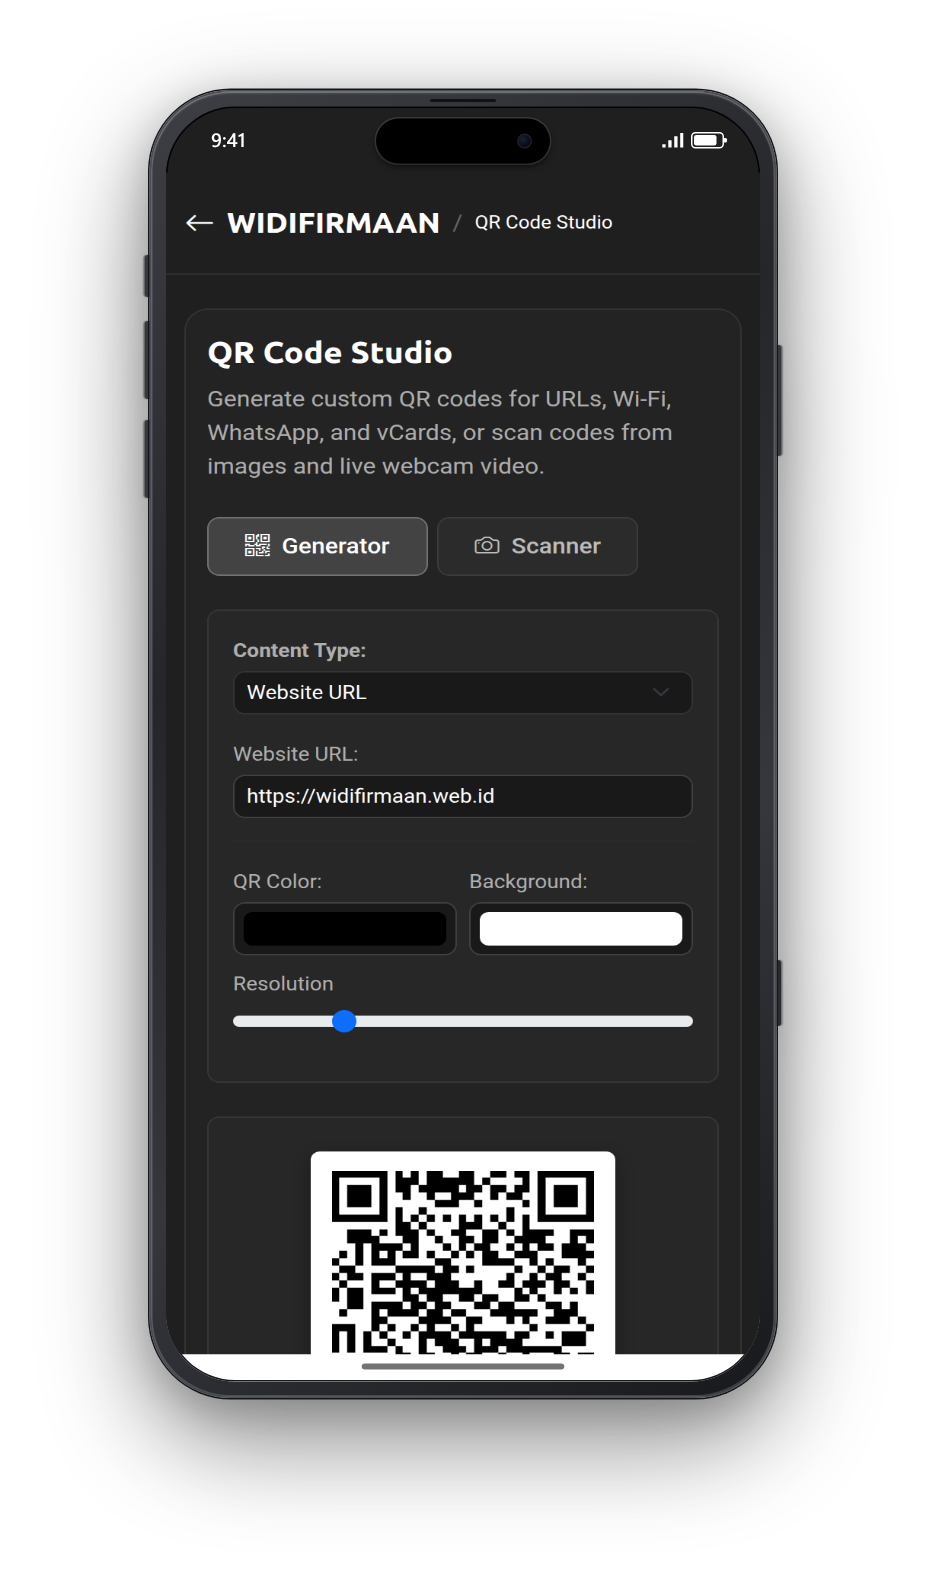 9:41
WIDIFIRMAAN / QR Code Studio
QR Code Studio
Generate custom QR codes for URLs, Wi-Fi,
WhatsApp, and vCards, or scan codes from
images and live webcam video.
Generator Scanner
Content Type:
Website URL
Website URL:
https://widifirmaan.web.id
QR Color: Background:
Resolution